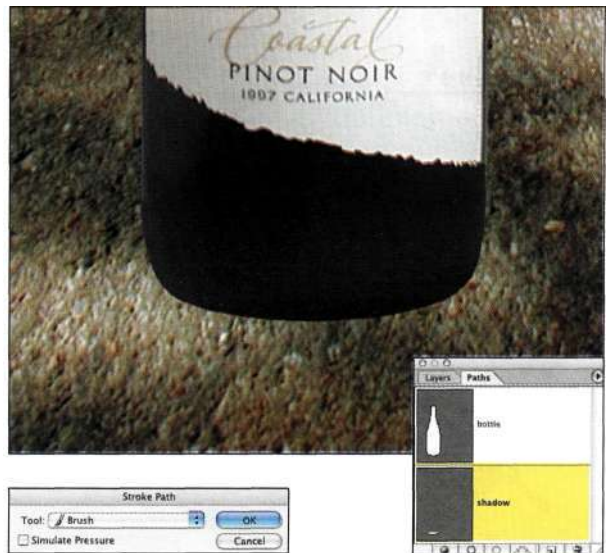 Coastal
PINOT NOIR
1997 CALIFORNIA
Layers Paths
bottle
shadow
Stroke Path
Tool: Brush
OK
Simulate Pressure
Cancel